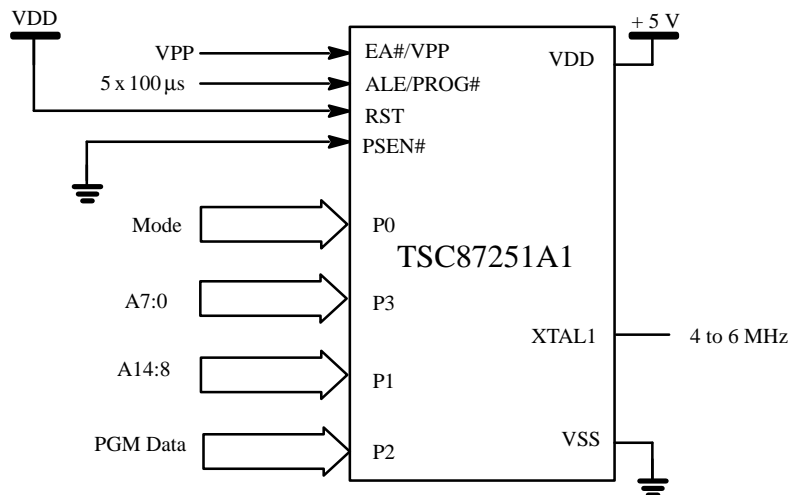 VDD
+ 5 V
VPP
EA#/VPP
VDD
5 x 100 µs
ALE/PROG#
RST
PSEN#
Mode
P0
TSC87251A1
A7:0
P3
XTAL1
4 to 6 MHz
A14:8
P1
PGM Data
P2
VSS